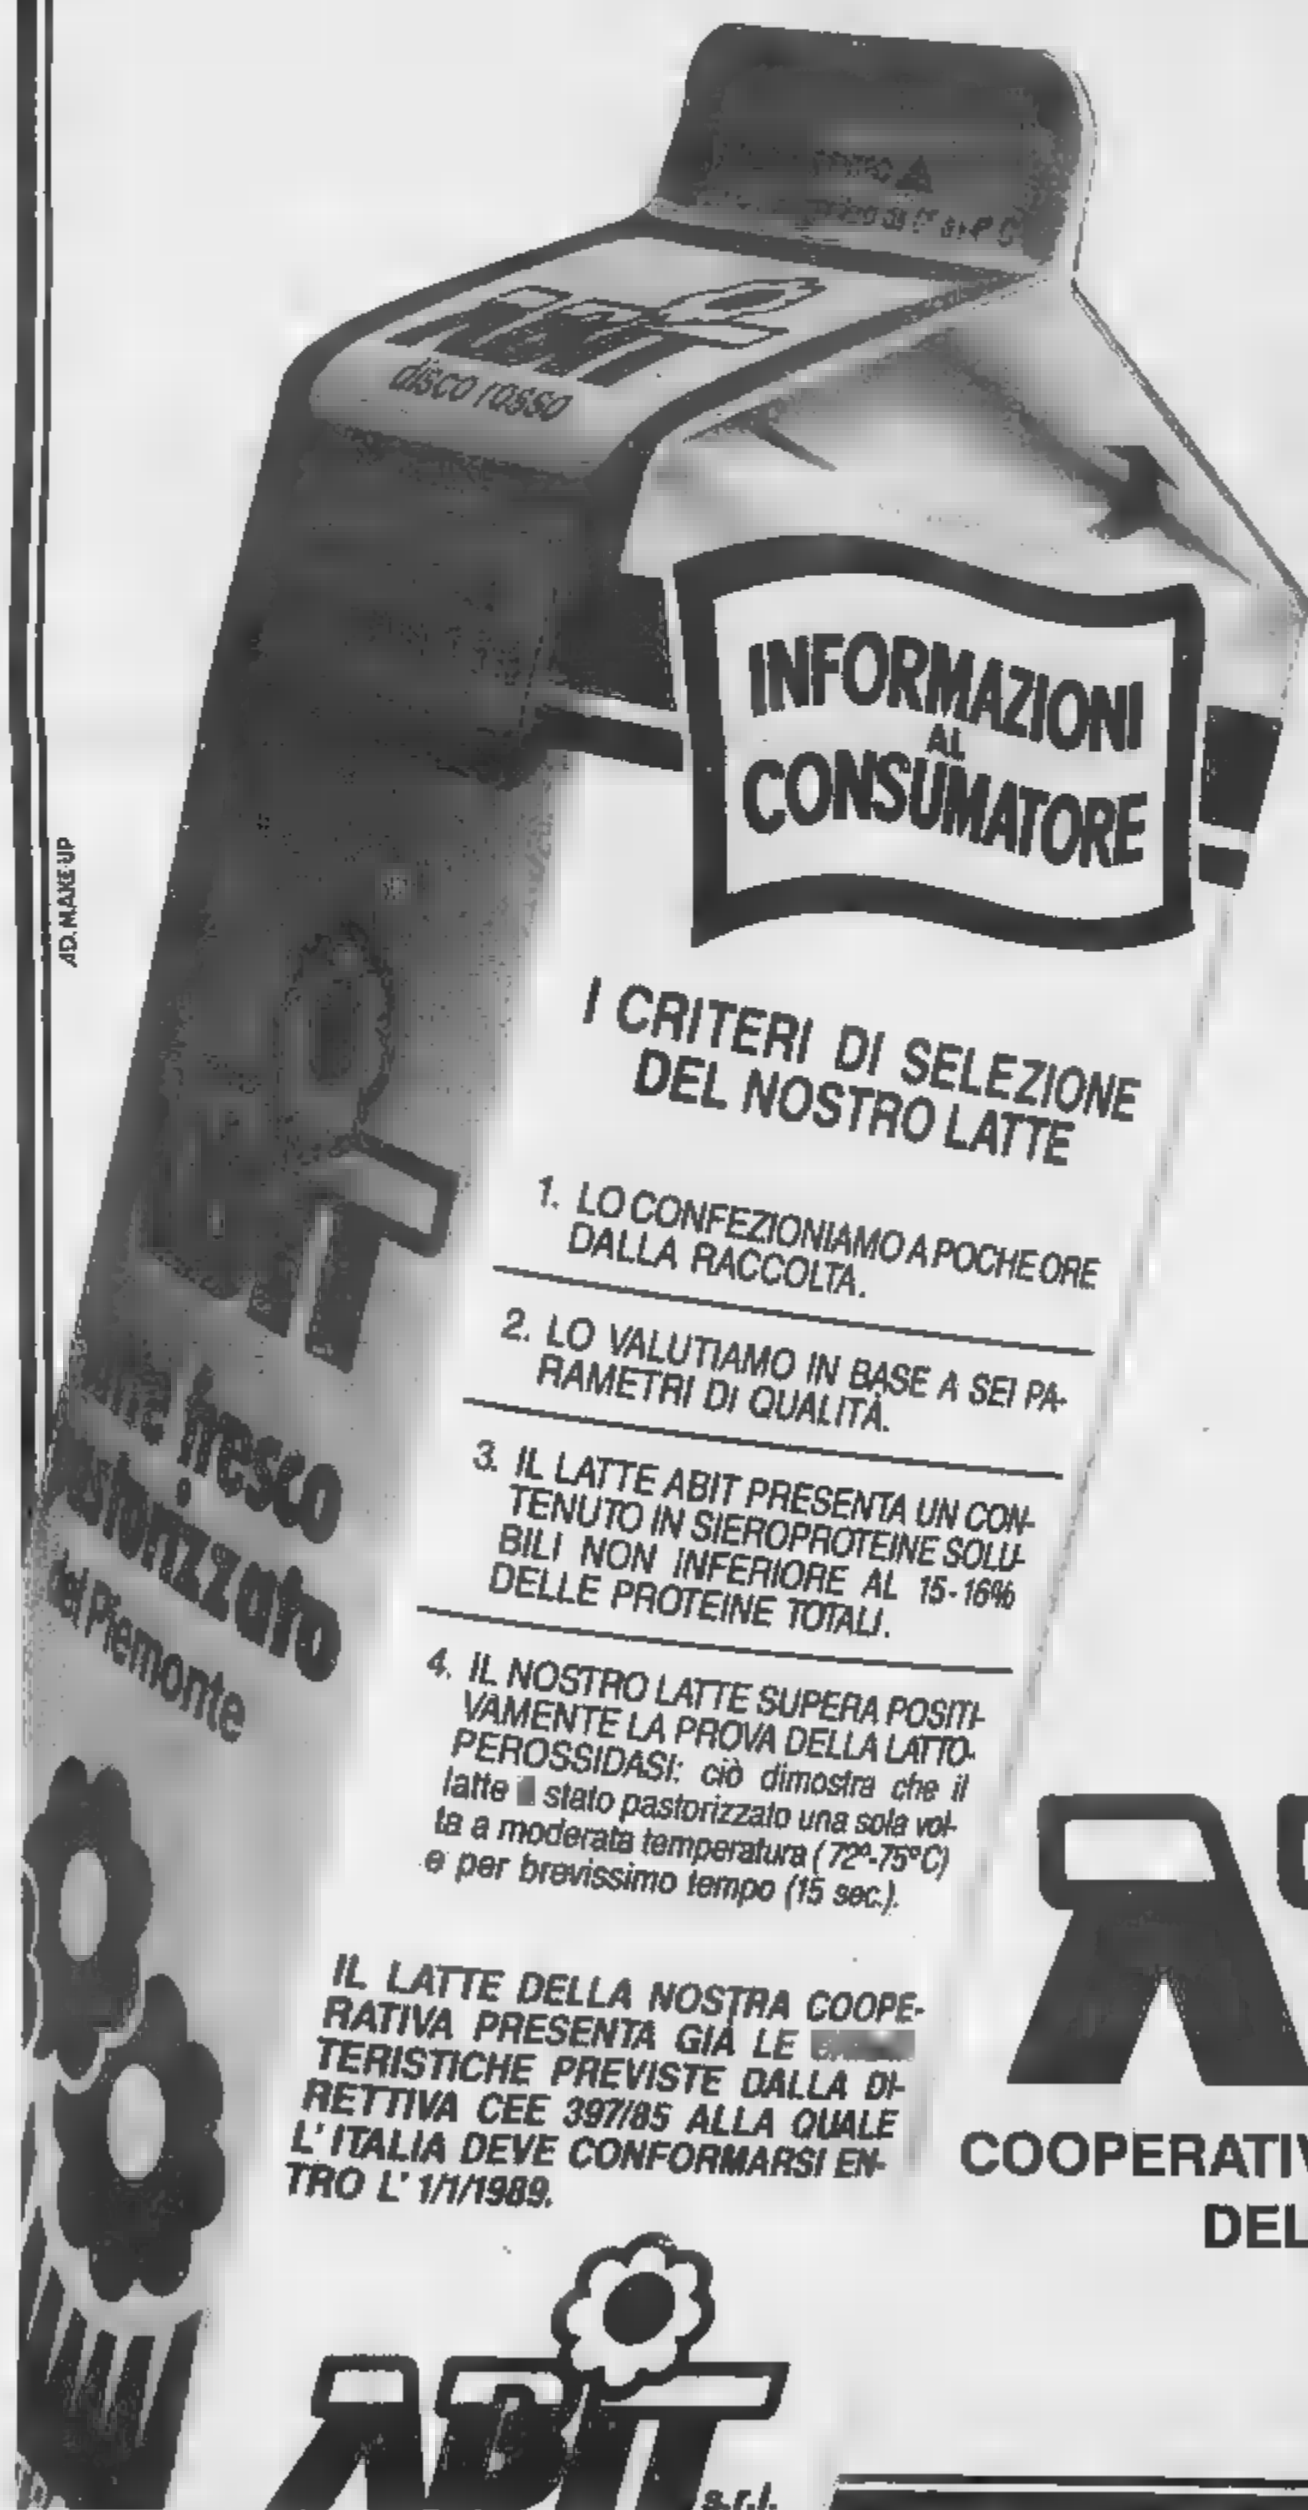 ABIT
disco rosso
INFORMAZIONI
AL
CONSUMATORE
AD. MAKE-UP
I CRITERI DI SELEZIONE
DEL NOSTRO LATTE
1. LO CONFEZIONIAMO A POCHE ORE
DALLA RACCOLTA.
2. LO VALUTIAMO IN BASE A SEI PA-
RAMETRI DI QUALITÀ.
3. IL LATTE ABIT PRESENTA UN CON-
TENUTO IN SIEROPROTEINE SOLU-
BILI NON INFERIORE AL 15-16%
DELLE PROTEINE TOTALI.
4. IL NOSTRO LATTE SUPERA POSITI-
VAMENTE LA PROVA DELLA LATTO-
PEROSSIDASI: ciò dimostra che il
latte stato pastorizzato una sola vol-
ta a moderata temperatura (72º-75ºC)
e per brevissimo tempo (15 sec.).
IL LATTE DELLA NOSTRA COOPE-
RATIVA PRESENTA GIÀ LE
TERISTICHE PREVISTE DALLA DI-
RETTIVA CEE 397/85 ALLA QUALE
L'ITALIA DEVE CONFORMARSI EN-
TRO L'1/1/1989.
fresco
del Piemonte
COOPERATIV
DEL
ABIT
s.r.l.